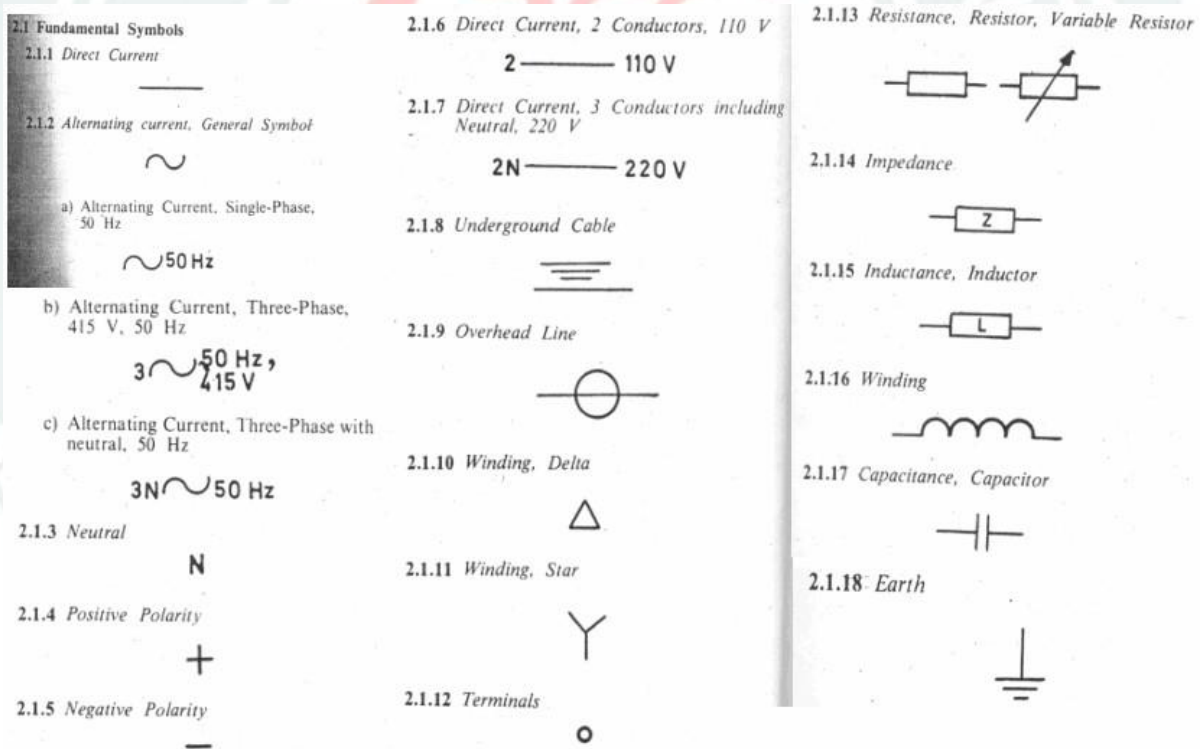 2.1 Fundamental Symbols
2.1.1 Direct Current
2.1.2 Alternating current, General Symbol
a) Alternating Current, Single-Phase,
50 Hz
50 Hz
b) Alternating Current, Three-Phase,
415 V, 50 Hz
3 50 Hz,
415 V
c) Alternating Current, Three-Phase with
neutral, 50 Hz
3N 50 Hz
2.1.3 Neutral
N
2.1.4 Positive Polarity
+
2.1.5 Negative Polarity
–
2.1.6 Direct Current, 2 Conductors, 110 V
2 110 V
2.1.7 Direct Current, 3 Conductors including
Neutral, 220 V
2N 220 V
2.1.8 Underground Cable
2.1.9 Overhead Line
2.1.10 Winding, Delta
2.1.11 Winding, Star
2.1.12 Terminals
2.1.13 Resistance, Resistor, Variable Resistor
2.1.14 Impedance
Z
2.1.15 Inductance, Inductor
L
2.1.16 Winding
2.1.17 Capacitance, Capacitor
2.1.18 Earth